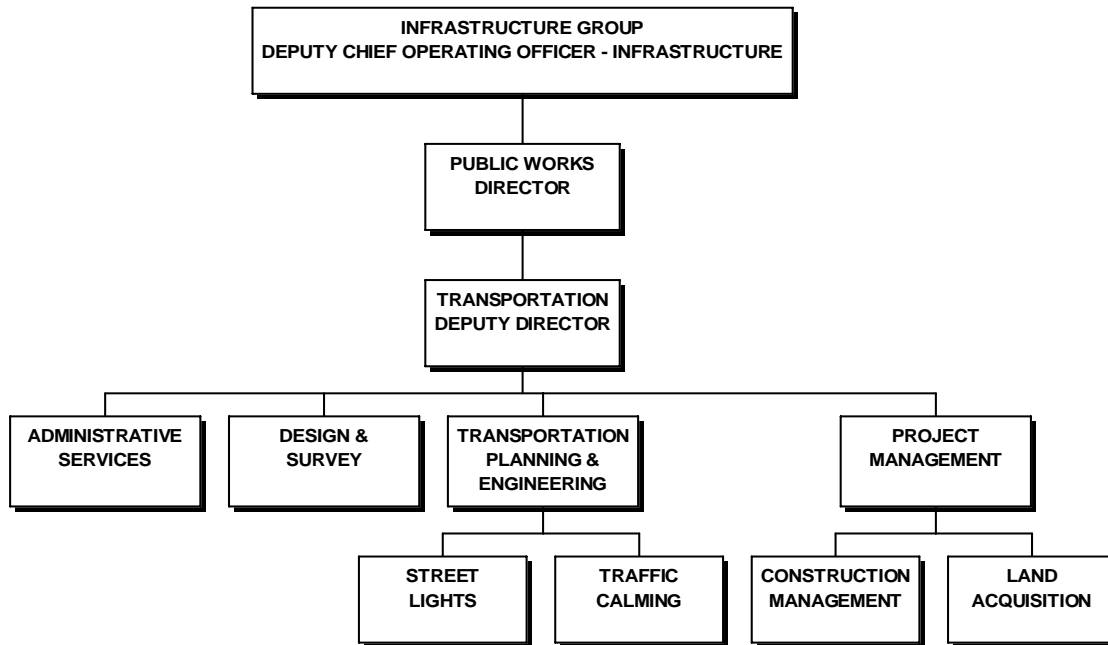 INFRASTRUCTURE GROUP
DEPUTY CHIEF OPERATING OFFICER - INFRASTRUCTURE
PUBLIC WORKS
DIRECTOR
TRANSPORTATION
DEPUTY DIRECTOR
ADMINISTRATIVE
SERVICES
DESIGN &
SURVEY
TRANSPORTATION
PLANNING &
ENGINEERING
PROJECT
MANAGEMENT
STREET
LIGHTS
TRAFFIC
CALMING
CONSTRUCTION
MANAGEMENT
LAND
ACQUISITION